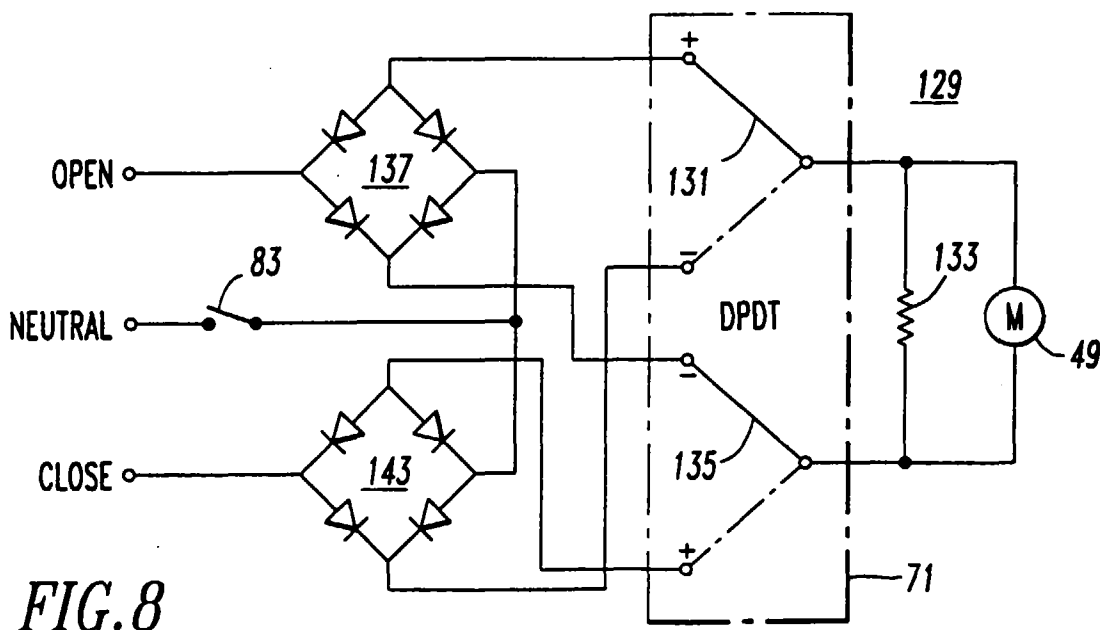 +
129
OPEN
137
131
83
−
133
NEUTRAL
DPDT
M
49
−
CLOSE
143
135
+
71
FIG.8